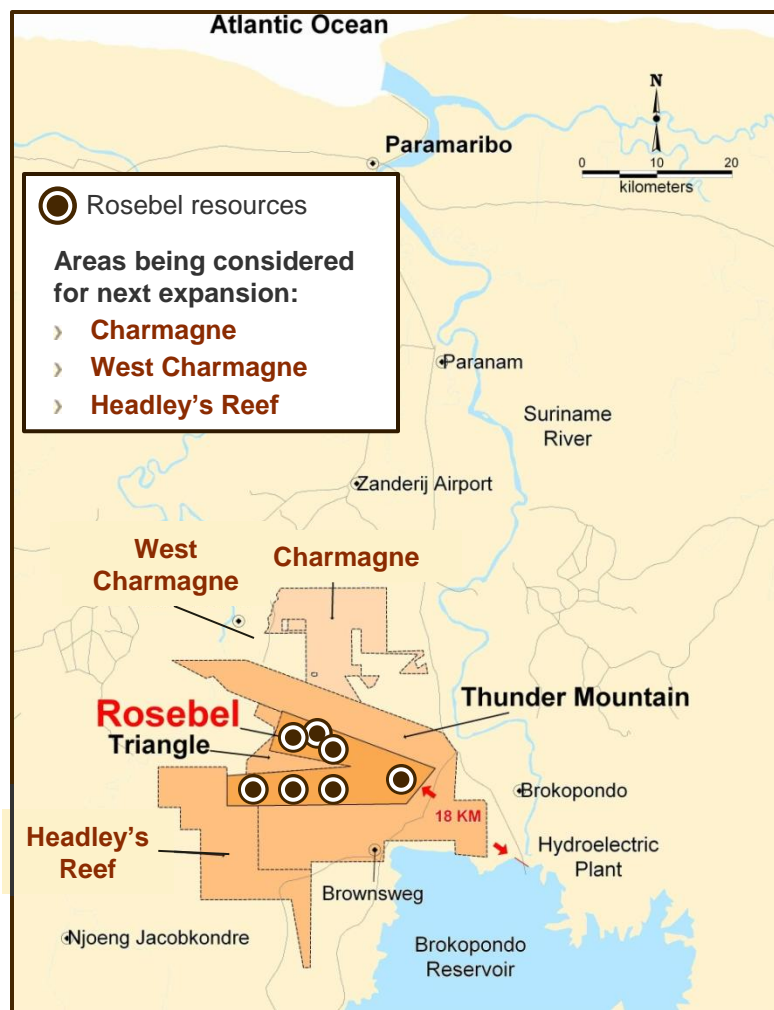 Atlantic Ocean
N
Paramaribo
0 10 20
kilometers
Rosebel resources
Areas being considered
for next expansion:
› Charmagne
› West Charmagne
› Headley’s Reef
Paranam
Suriname
River
Zanderij Airport
West
Charmagne
Charmagne
Thunder Mountain
Rosebel
Triangle
Brokopondo
18 KM
Headley’s
Reef
Hydroelectric
Plant
Brownsweg
Njoeng Jacobkondre
Brokopondo
Reservoir